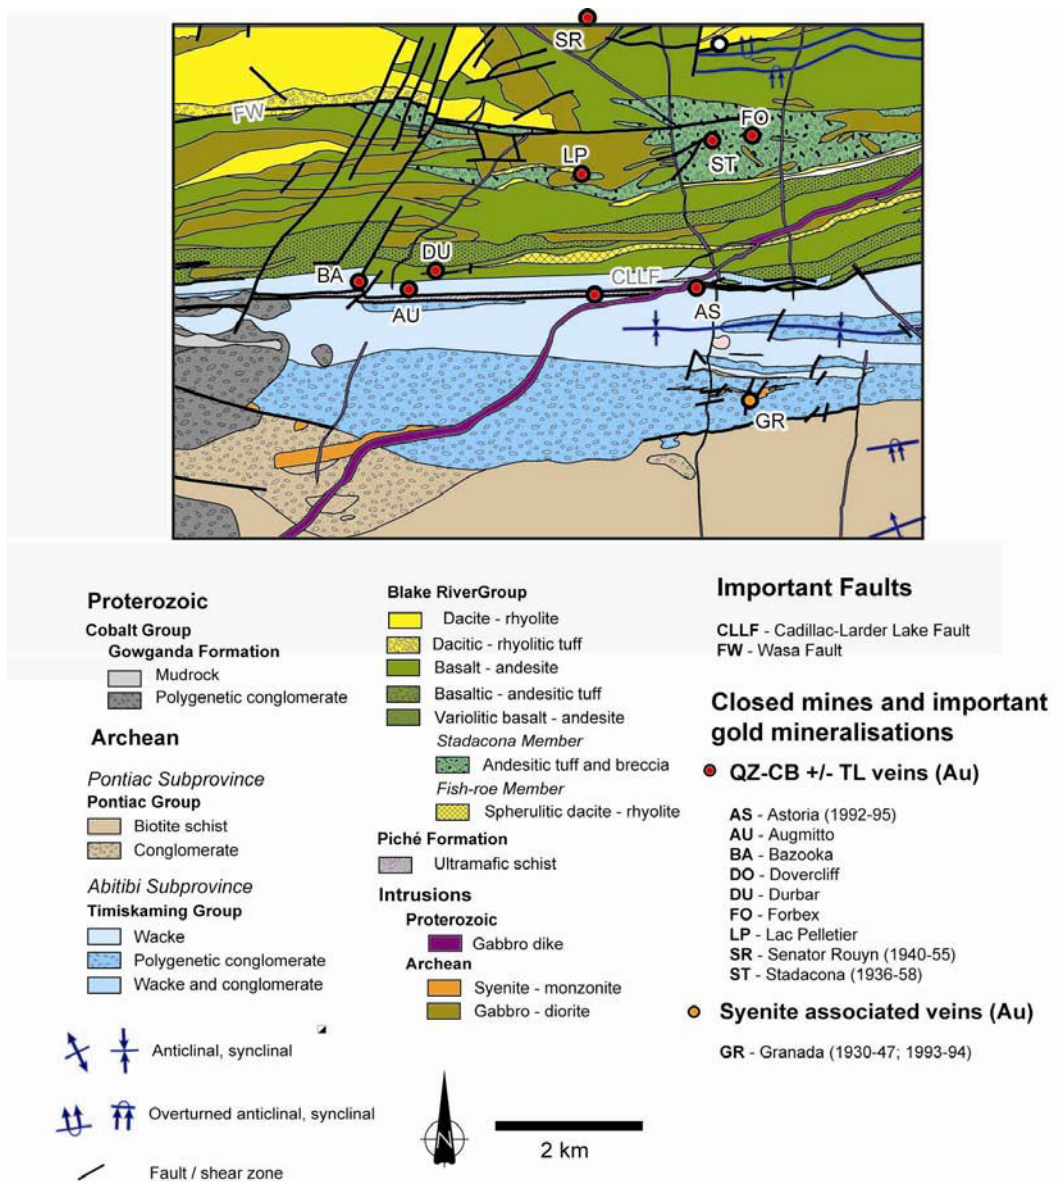 SR
FW
FO
ST
LP
DU
BA
CLLF
AU
AS
GR
Proterozoic
Cobalt Group
Gowganda Formation
Mudrock
Polygenetic conglomerate
Archean
Pontiac Subprovince
Pontiac Group
Biotite schist
Conglomerate
Abitibi Subprovince
Timiskaming Group
Wacke
Polygenetic conglomerate
Wacke and conglomerate
Anticlinal, synclinal
Overturned anticlinal, synclinal
Fault / shear zone
Blake RiverGroup
Dacite - rhyolite
Dacitic - rhyolitic tuff
Basalt - andesite
Basaltic - andesitic tuff
Variolitic basalt - andesite
Stadacona Member
Andesitic tuff and breccia
Fish-roe Member
Spherulitic dacite - rhyolite
Piché Formation
Ultramafic schist
Intrusions
Proterozoic
Gabbro dike
Archean
Syenite - monzonite
Gabbro - diorite
N
2 km
Important Faults
CLLF - Cadillac-Larder Lake Fault
FW - Wasa Fault
Closed mines and important
gold mineralisations
QZ-CB +/- TL veins (Au)
AS - Astoria (1992-95)
AU - Augmitto
BA - Bazooka
DO - Dovercliff
DU - Durbar
FO - Forbex
LP - Lac Pelletier
SR - Senator Rouyn (1940-55)
ST - Stadacona (1936-58)
Syenite associated veins (Au)
GR - Granada (1930-47; 1993-94)